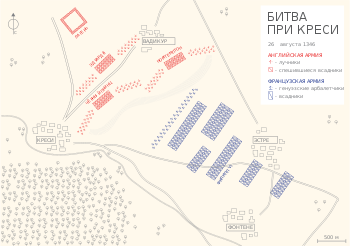 БИТВА
ПРИ КРЕСИ
26 августа 1346
АНГЛИЙСКАЯ АРМИЯ
- лучники
- спешившиеся всадники
ФРАНЦУЗСКАЯ АРМИЯ
- генуэзские арбалетчики
- всадники
ВАДИКУР
КРЕСИ
ЭСТРЕ
ФОНТЕНЕ
500 м